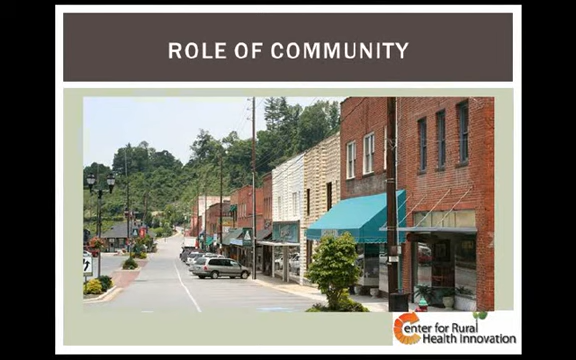 ROLE OF COMMUNITY
Center for Rural
Health Innovation